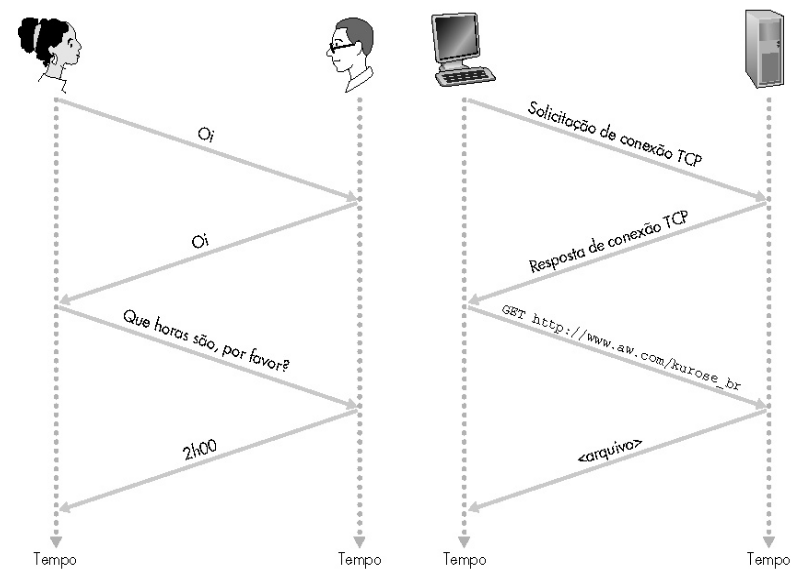 Oi
Oi
Que horas são, por favor?
2h00
Tempo
Tempo
Solicitação de conexão TCP
Resposta de conexão TCP
GET http://www.aw.com/kurose_br
<arquivo>
Tempo
Tempo